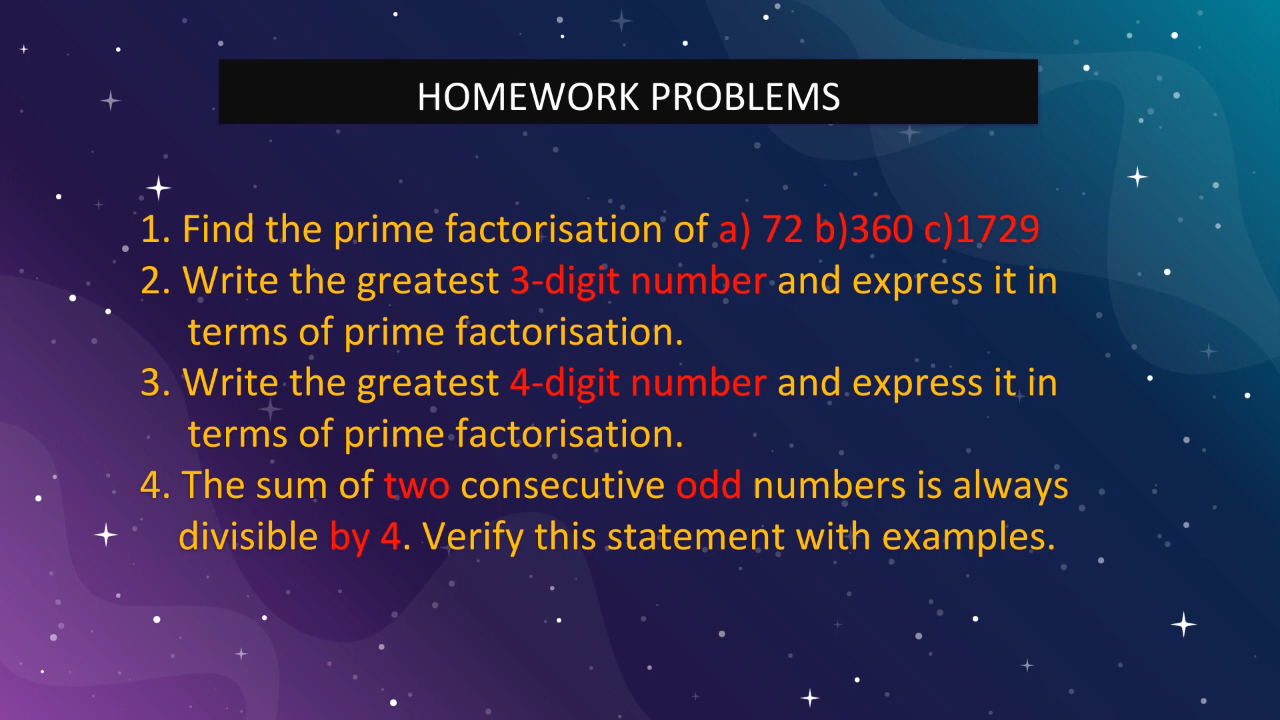 HOMEWORK PROBLEMS
1. Find the prime factorisation of a) 72 b)360 c)1729
2. Write the greatest 3-digit number and express it in
terms of prime factorisation.
3. Write the greatest 4-digit number and express it in
terms of prime factorisation.
4. The sum of two consecutive odd numbers is always
divisible by 4. Verify this statement with examples.